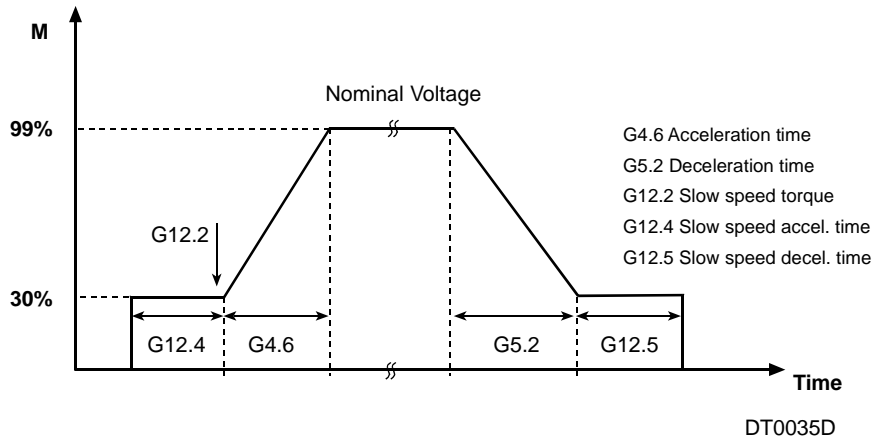 M
Nominal Voltage
99%
G4.6 Acceleration time
G5.2 Deceleration time
G12.2 Slow speed torque
G12.4 Slow speed accel. time
G12.5 Slow speed decel. time
G12.2
30%
G12.4 G4.6 G5.2 G12.5
Time
DT0035D